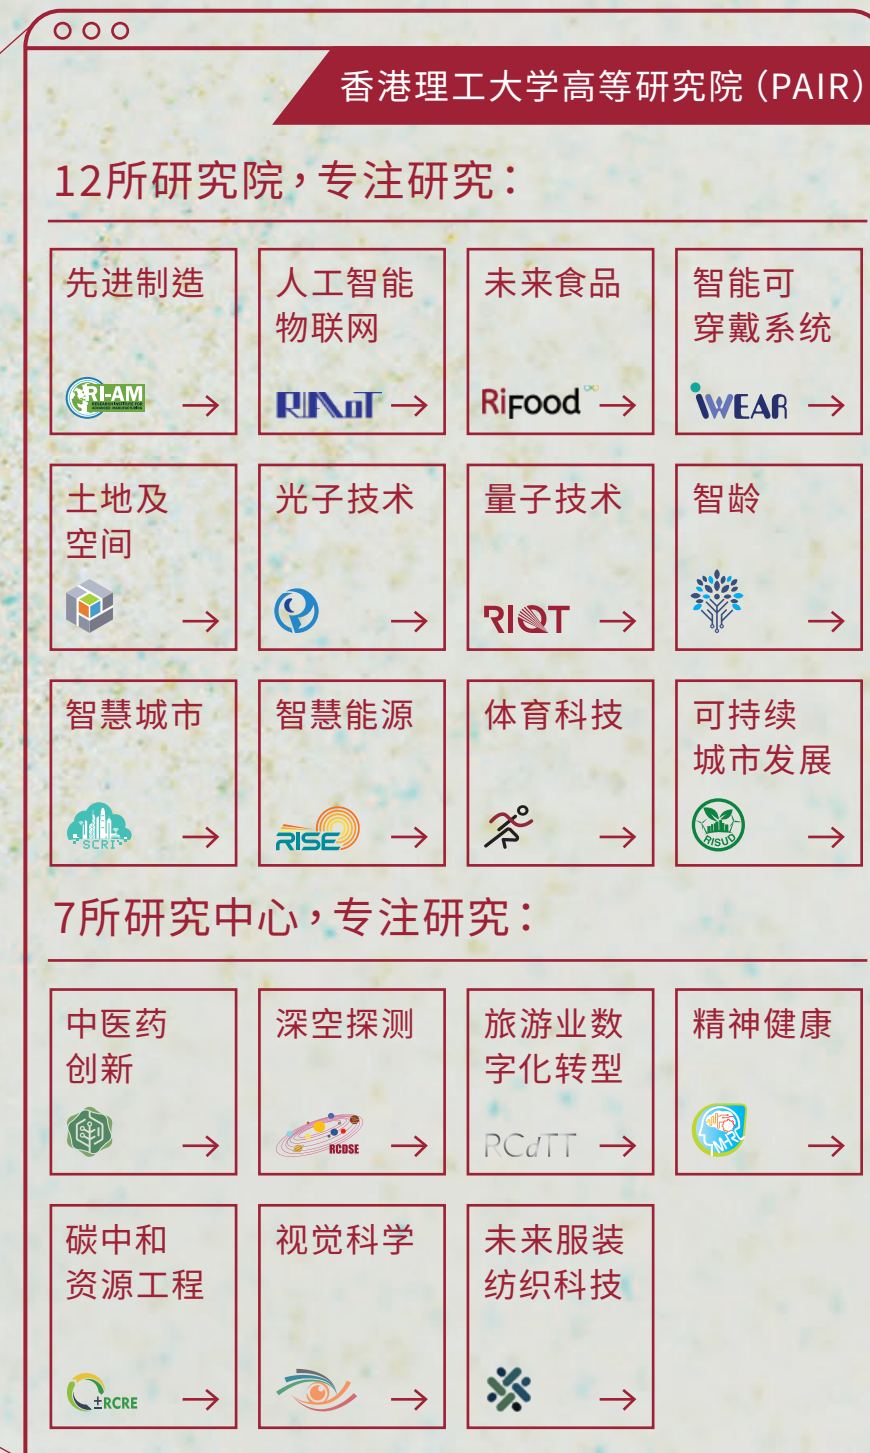 香港理工大学高等研究院（PAIR）
12所研究院，专注研究：
先进制造
RI-AM
RESEARCH INSTITUTE FOR
ADVANCED MANUFACTURING
人工智能
物联网
RIAIoT
未来食品
RiFood
智能可
穿戴系统
iWEAR
土地及
空间
光子技术
量子技术
RIQT
智龄
智慧城市
SCRI
智慧能源
RISE
体育科技
可持续
城市发展
RISUD
7所研究中心，专注研究：
中医药
创新
深空探测
RCDSE
旅游业数
字化转型
RCdTT
精神健康
MHRC
碳中和
资源工程
±RCRE
视觉科学
未来服装
纺织科技